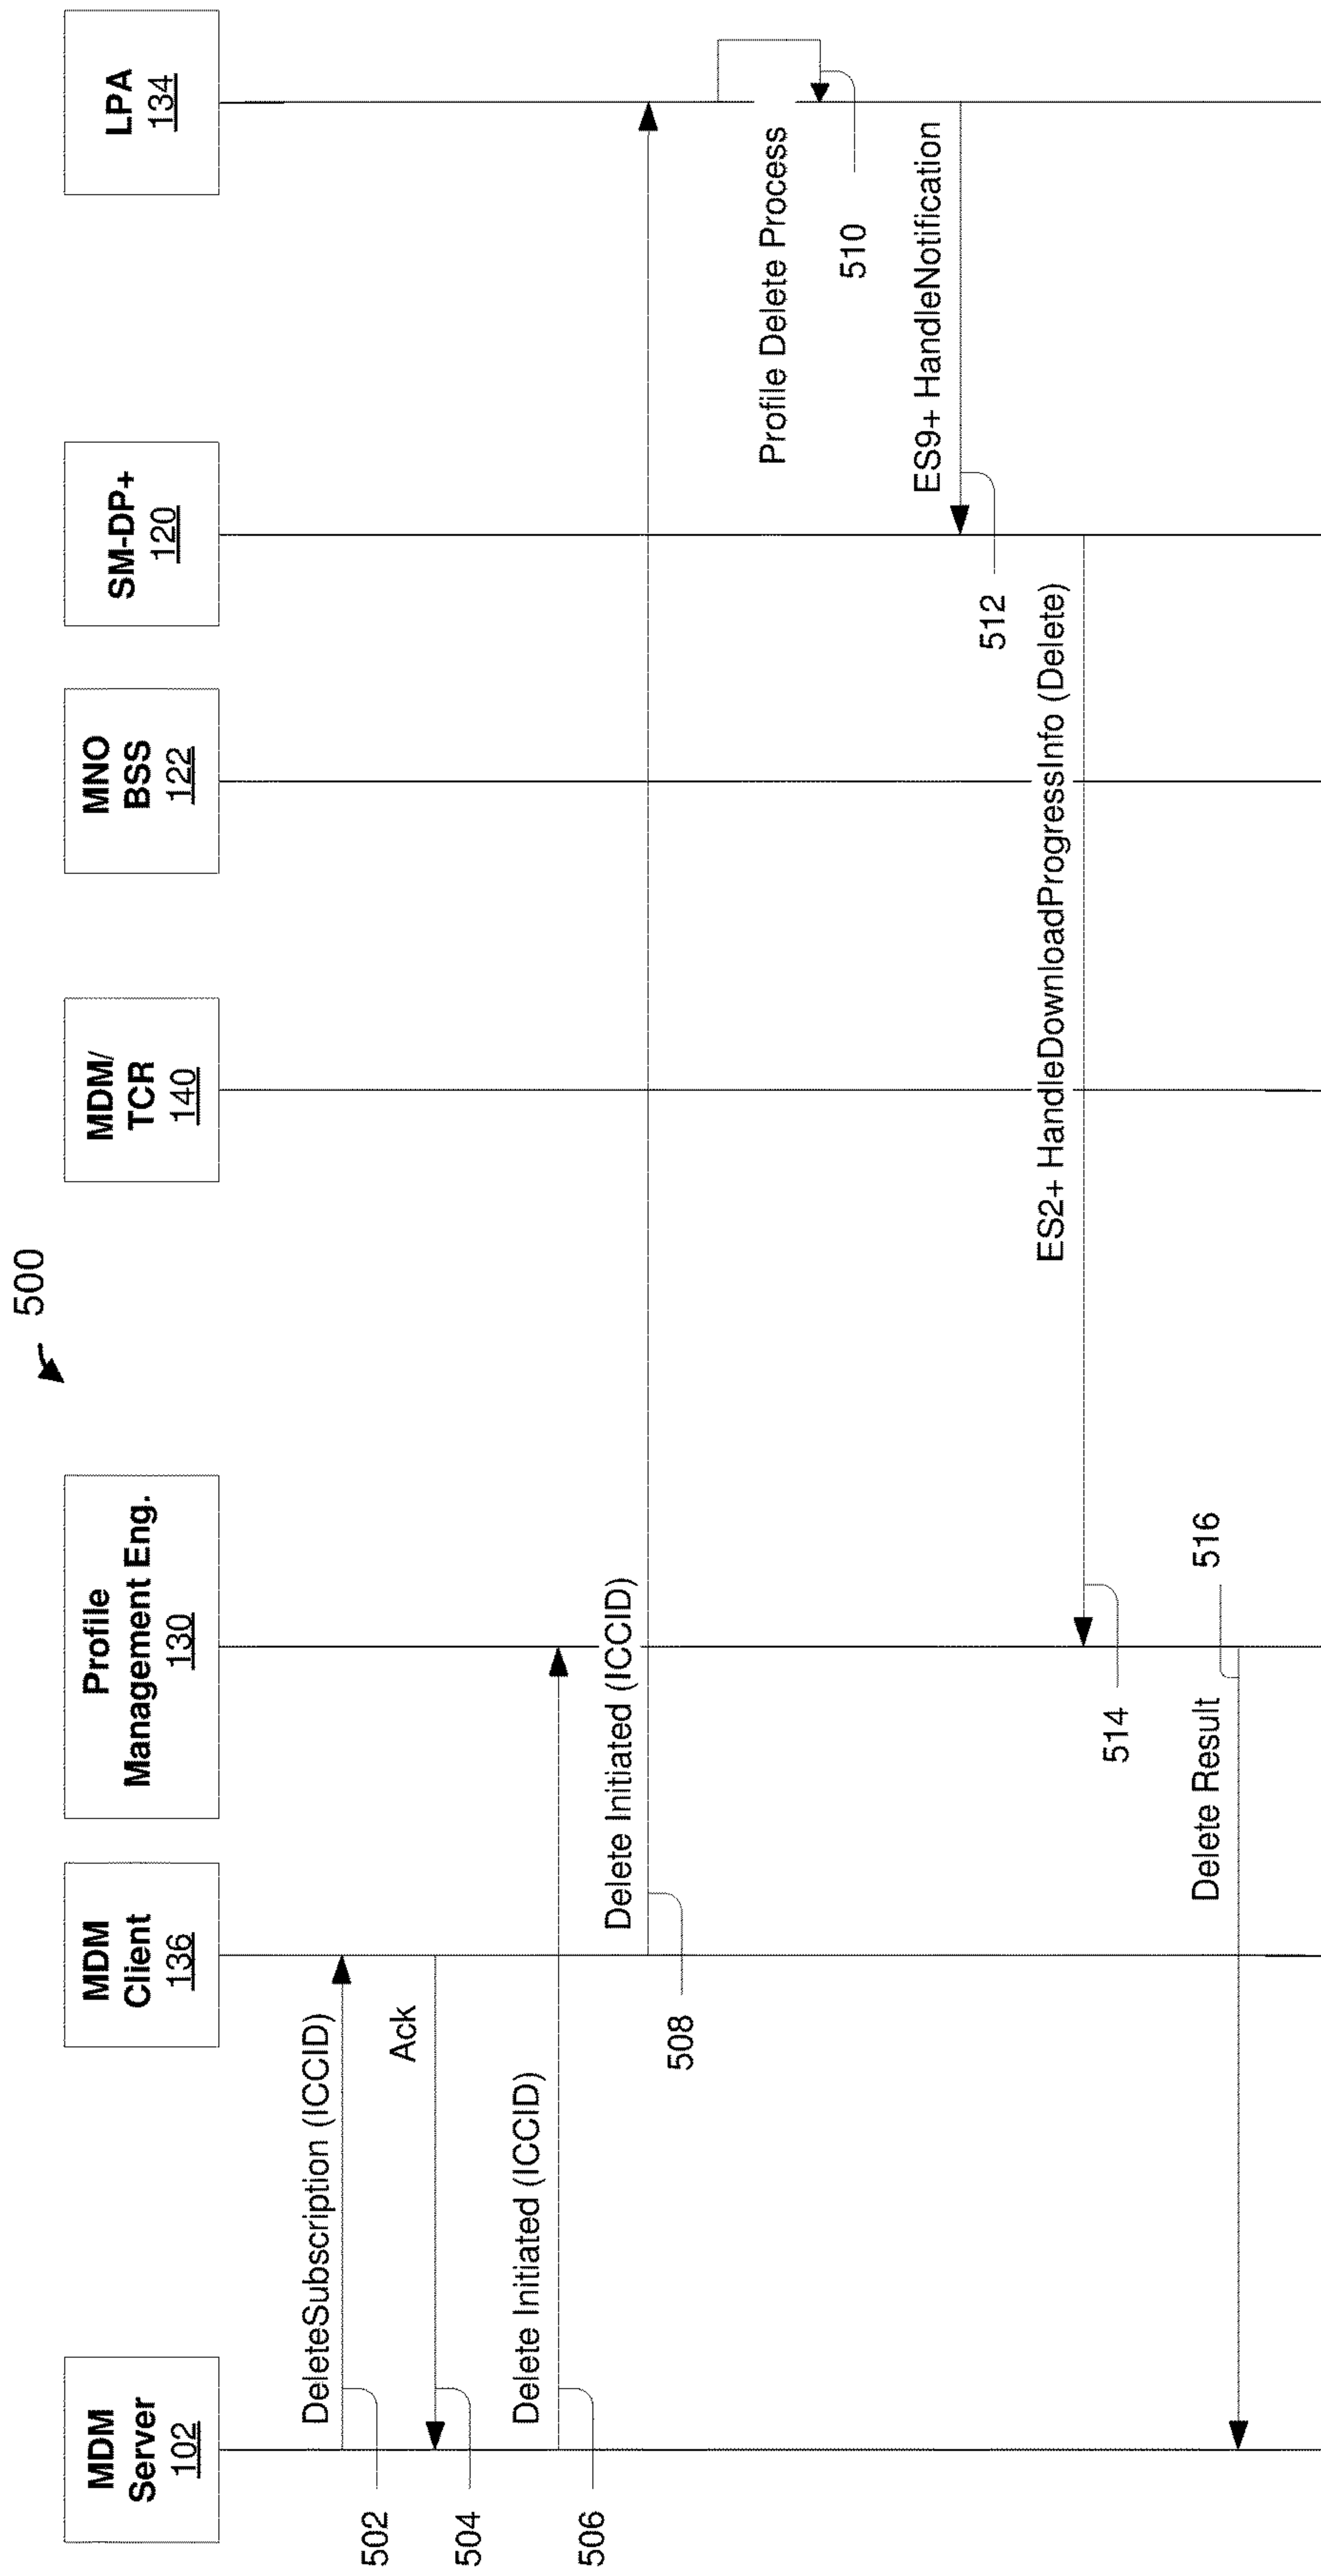 500
MDM
Server
102
MDM
Client
136
Profile
Management Eng.
130
MDM/
TCR
140
MNO
BSS
122
SM-DP+
120
LPA
134
DeleteSubscription (ICCID)
502
Ack
504
Delete Initiated (ICCID)
506
Delete Initiated (ICCID)
508
Profile Delete Process
510
ES9+ HandleNotification
512
ES2+ HandleDownloadProgressInfo (Delete)
514
Delete Result
516